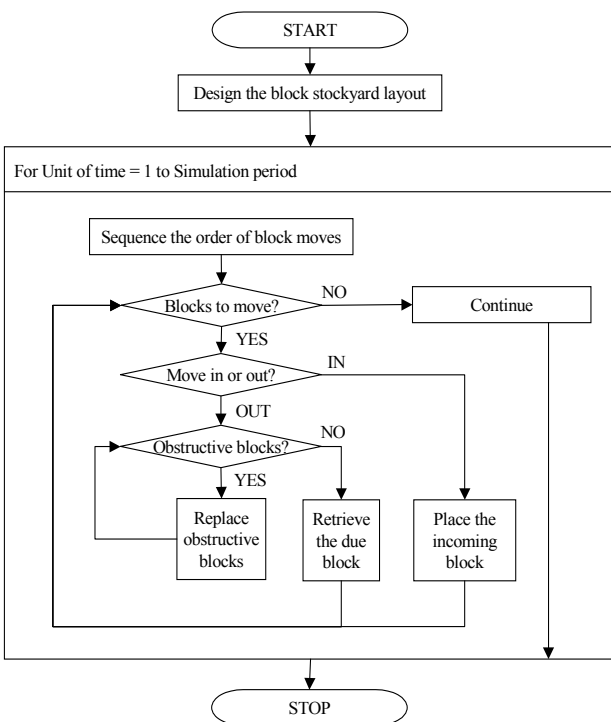 START
Design the block stockyard layout
For Unit of time = 1 to Simulation period
Sequence the order of block moves
Blocks to move?
NO
Continue
YES
Move in or out?
IN
OUT
Obstructive blocks?
NO
YES
Replace
obstructive
blocks
Retrieve
the due
block
Place the
incoming
block
STOP